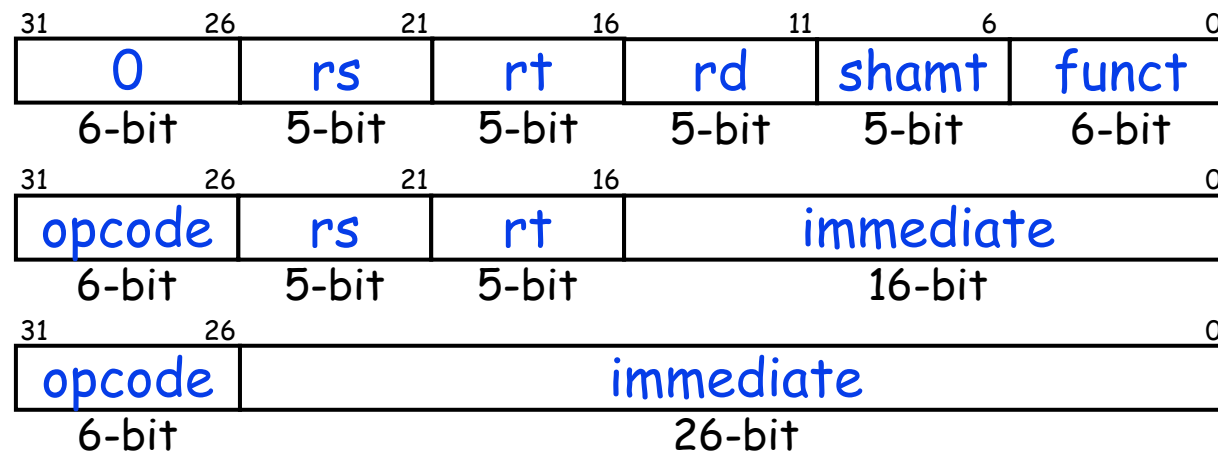 31 26 21 16 11 6 0
0 rs rt rd shamt funct
6-bit 5-bit 5-bit 5-bit 5-bit 6-bit
31 26 21 16 0
opcode rs rt immediate
6-bit 5-bit 5-bit 16-bit
31 26 0
opcode immediate
6-bit 26-bit